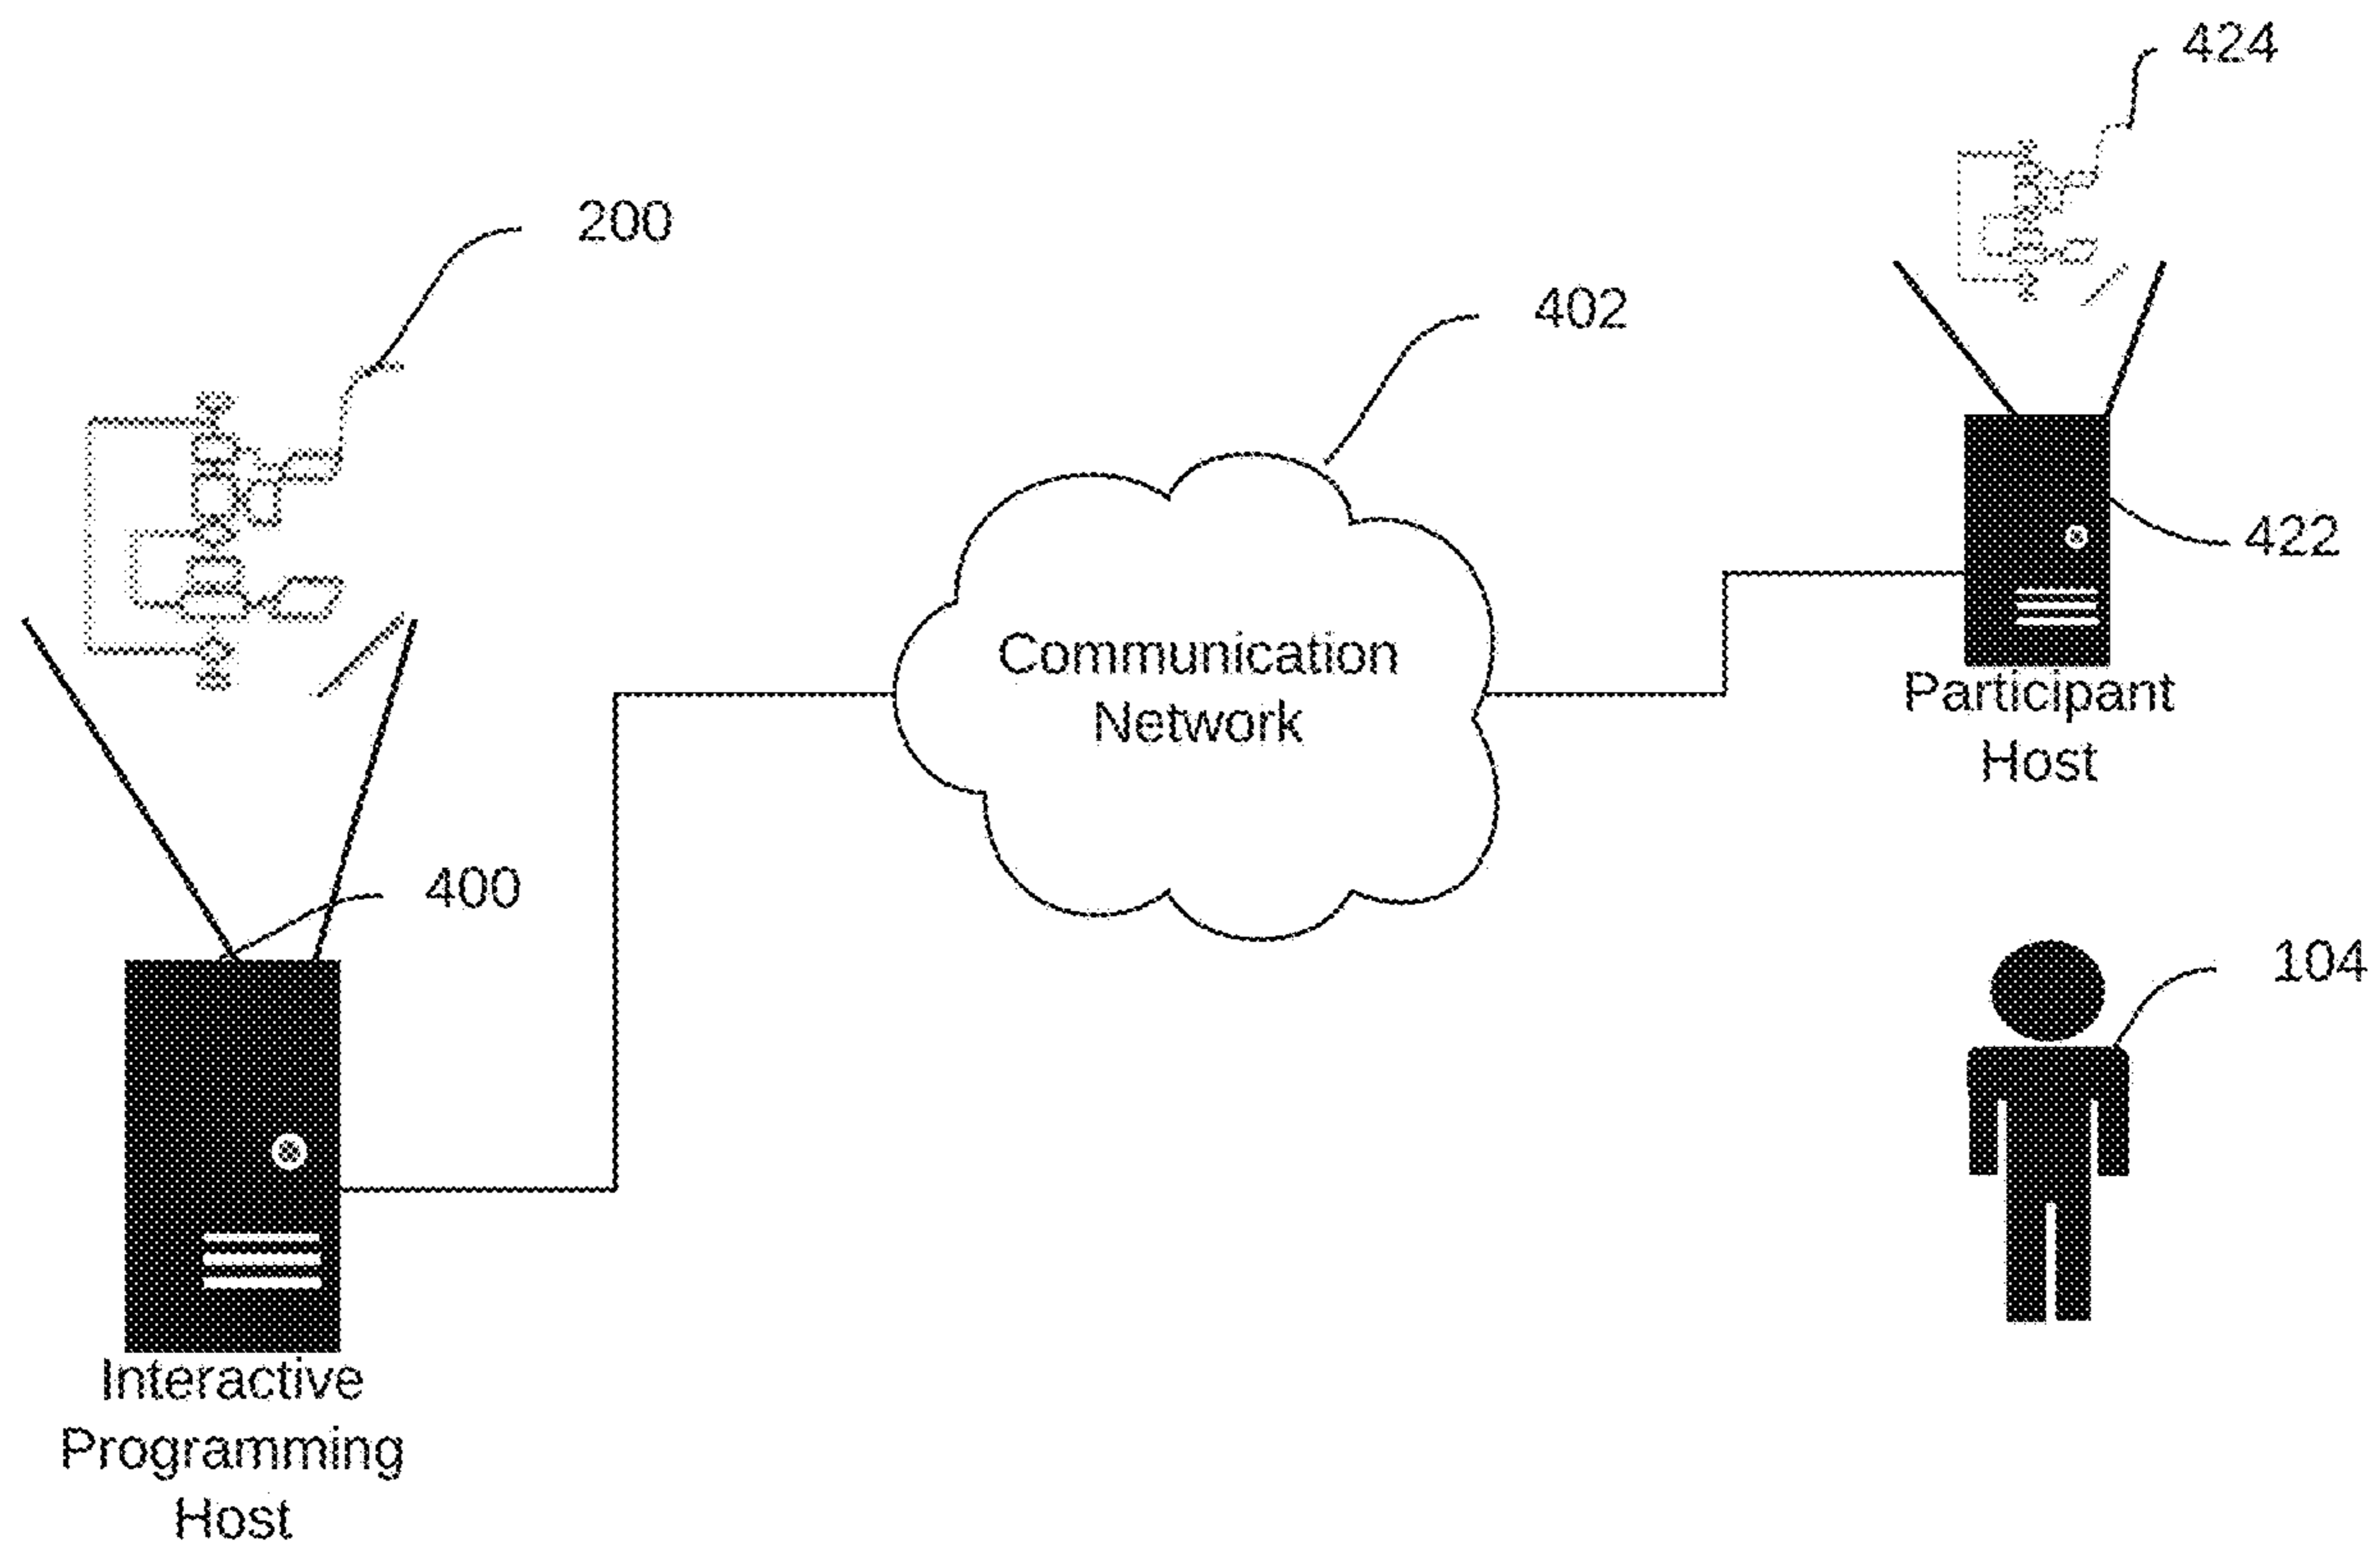 424
200
402
422
Communication
Network
Participant
Host
400
104
Interactive
Programming
Host